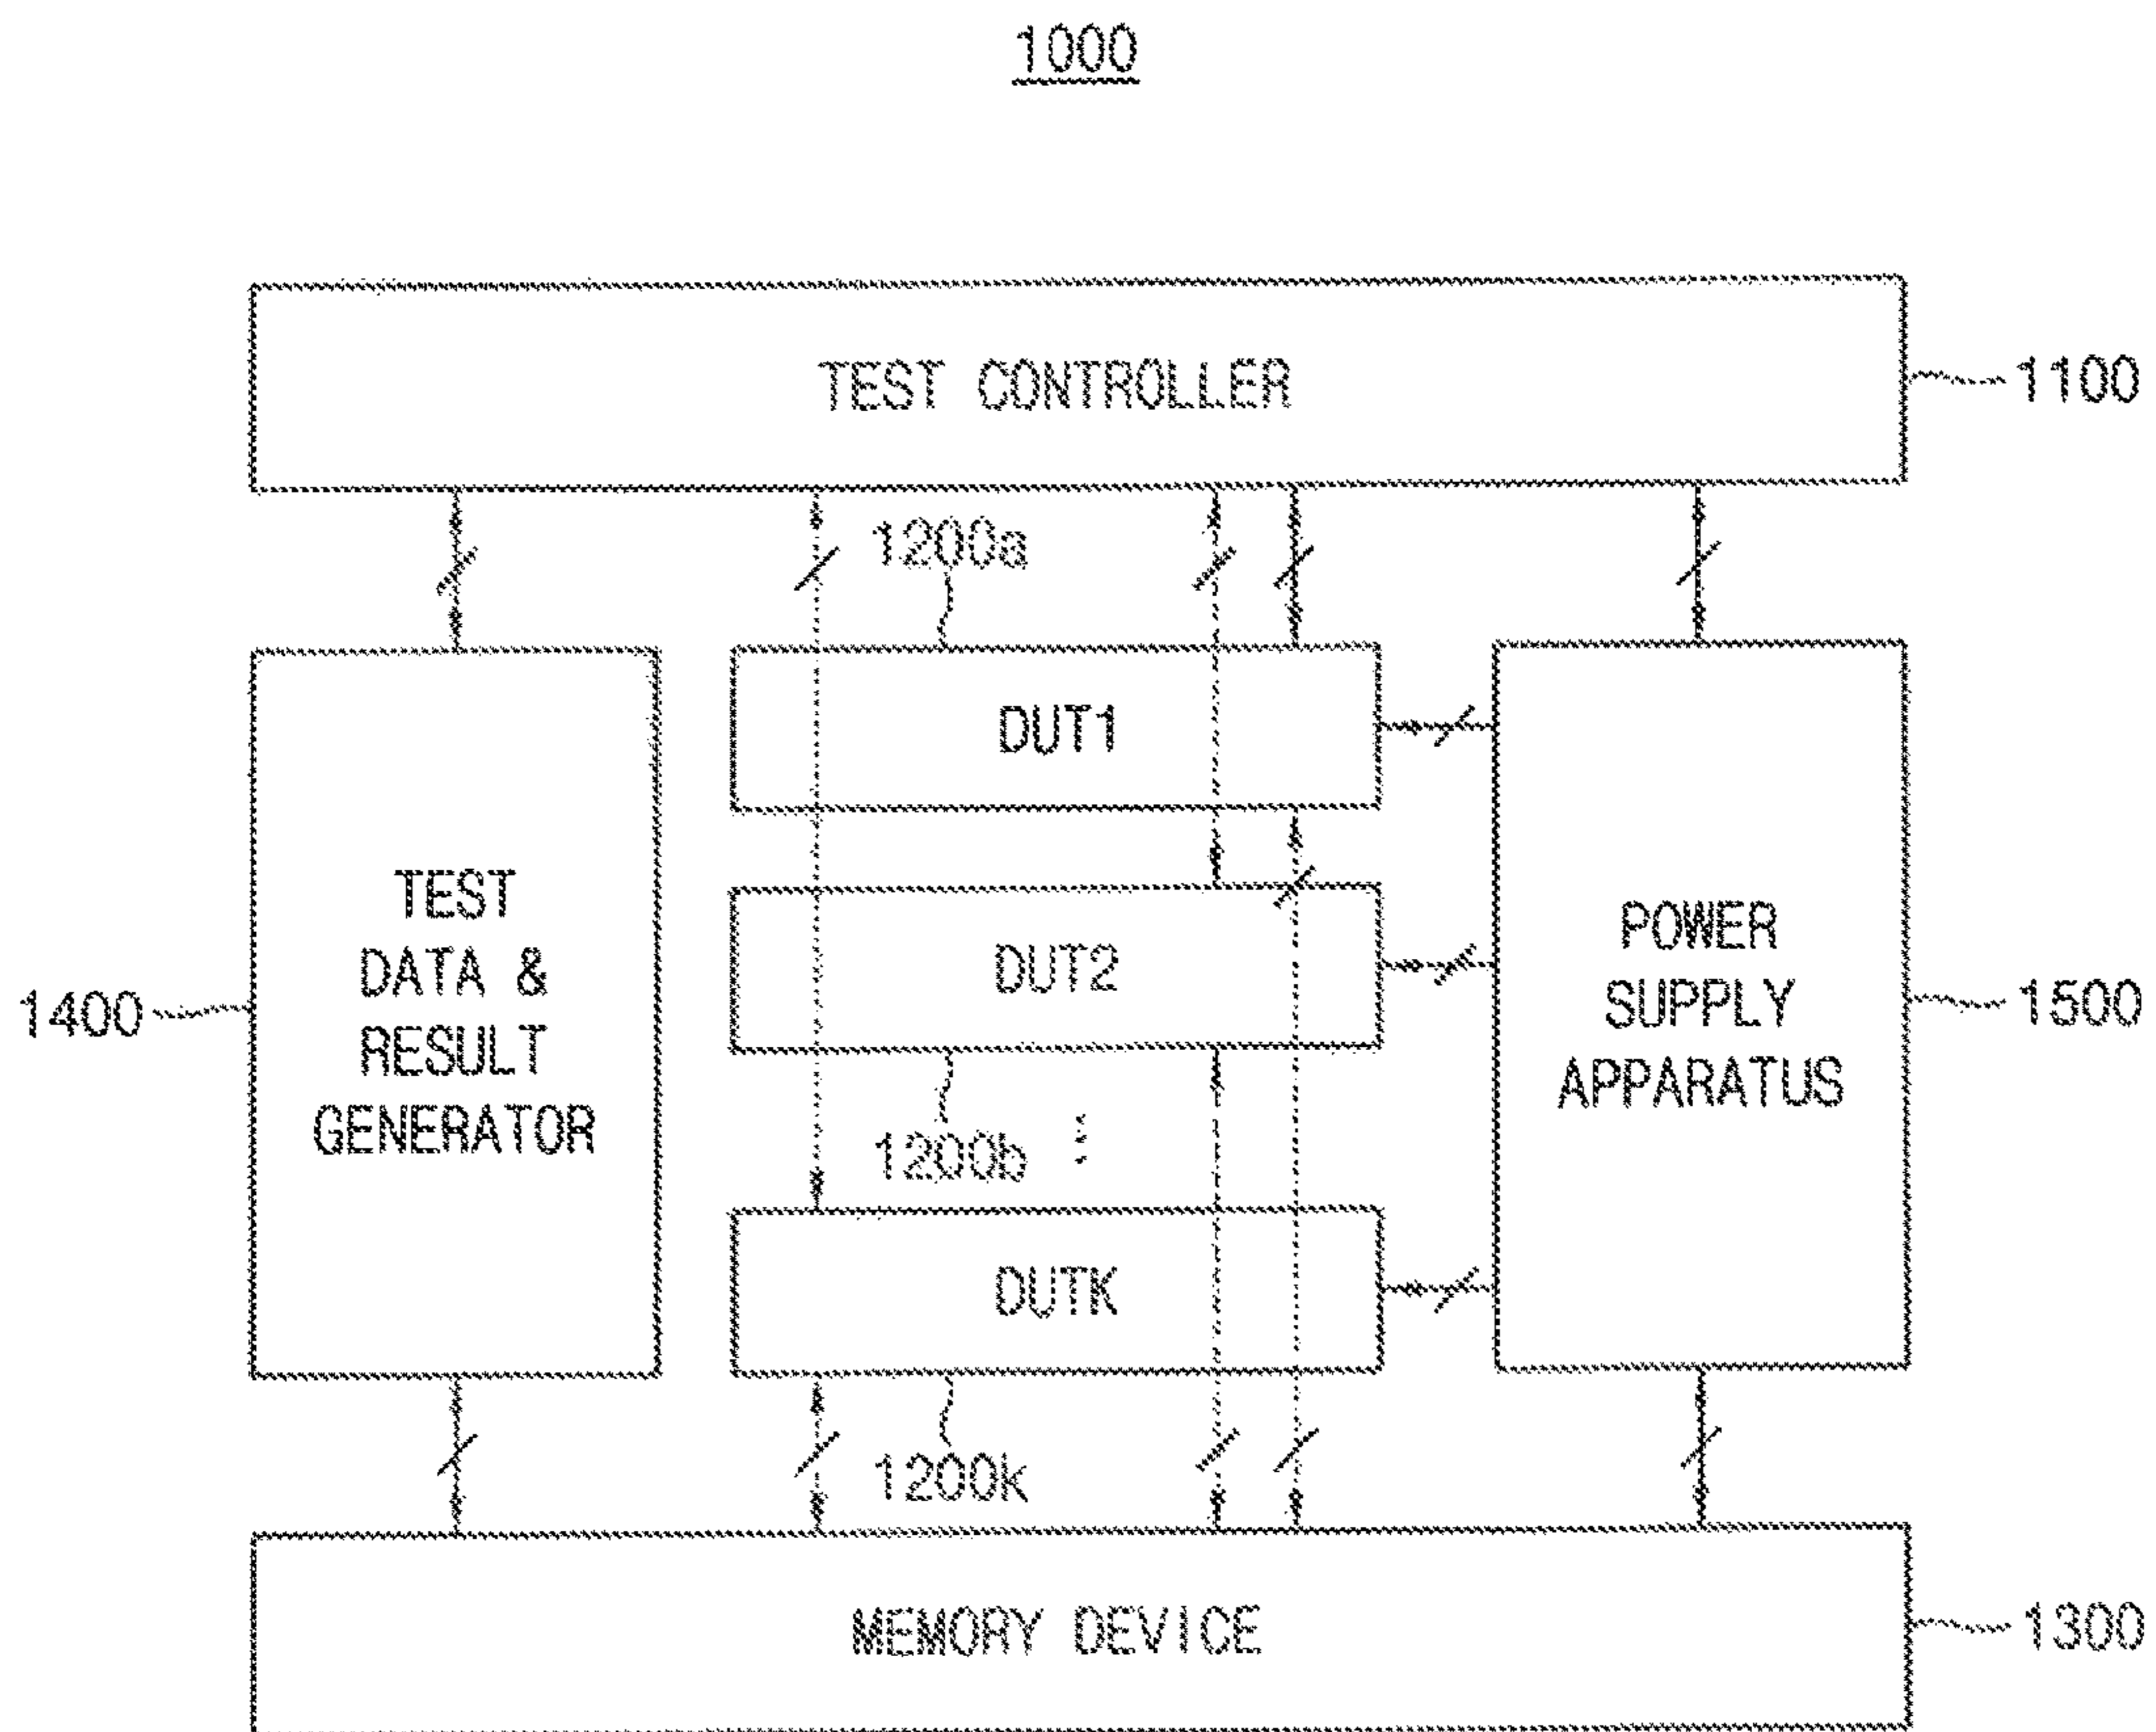 1000
TEST CONTROLLER
1100
1200a
DUT1
TEST
DATA &
RESULT
GENERATOR
1400
DUT2
1200b
POWER
SUPPLY
APPARATUS
1500
DUTK
1200k
MEMORY DEVICE
1300